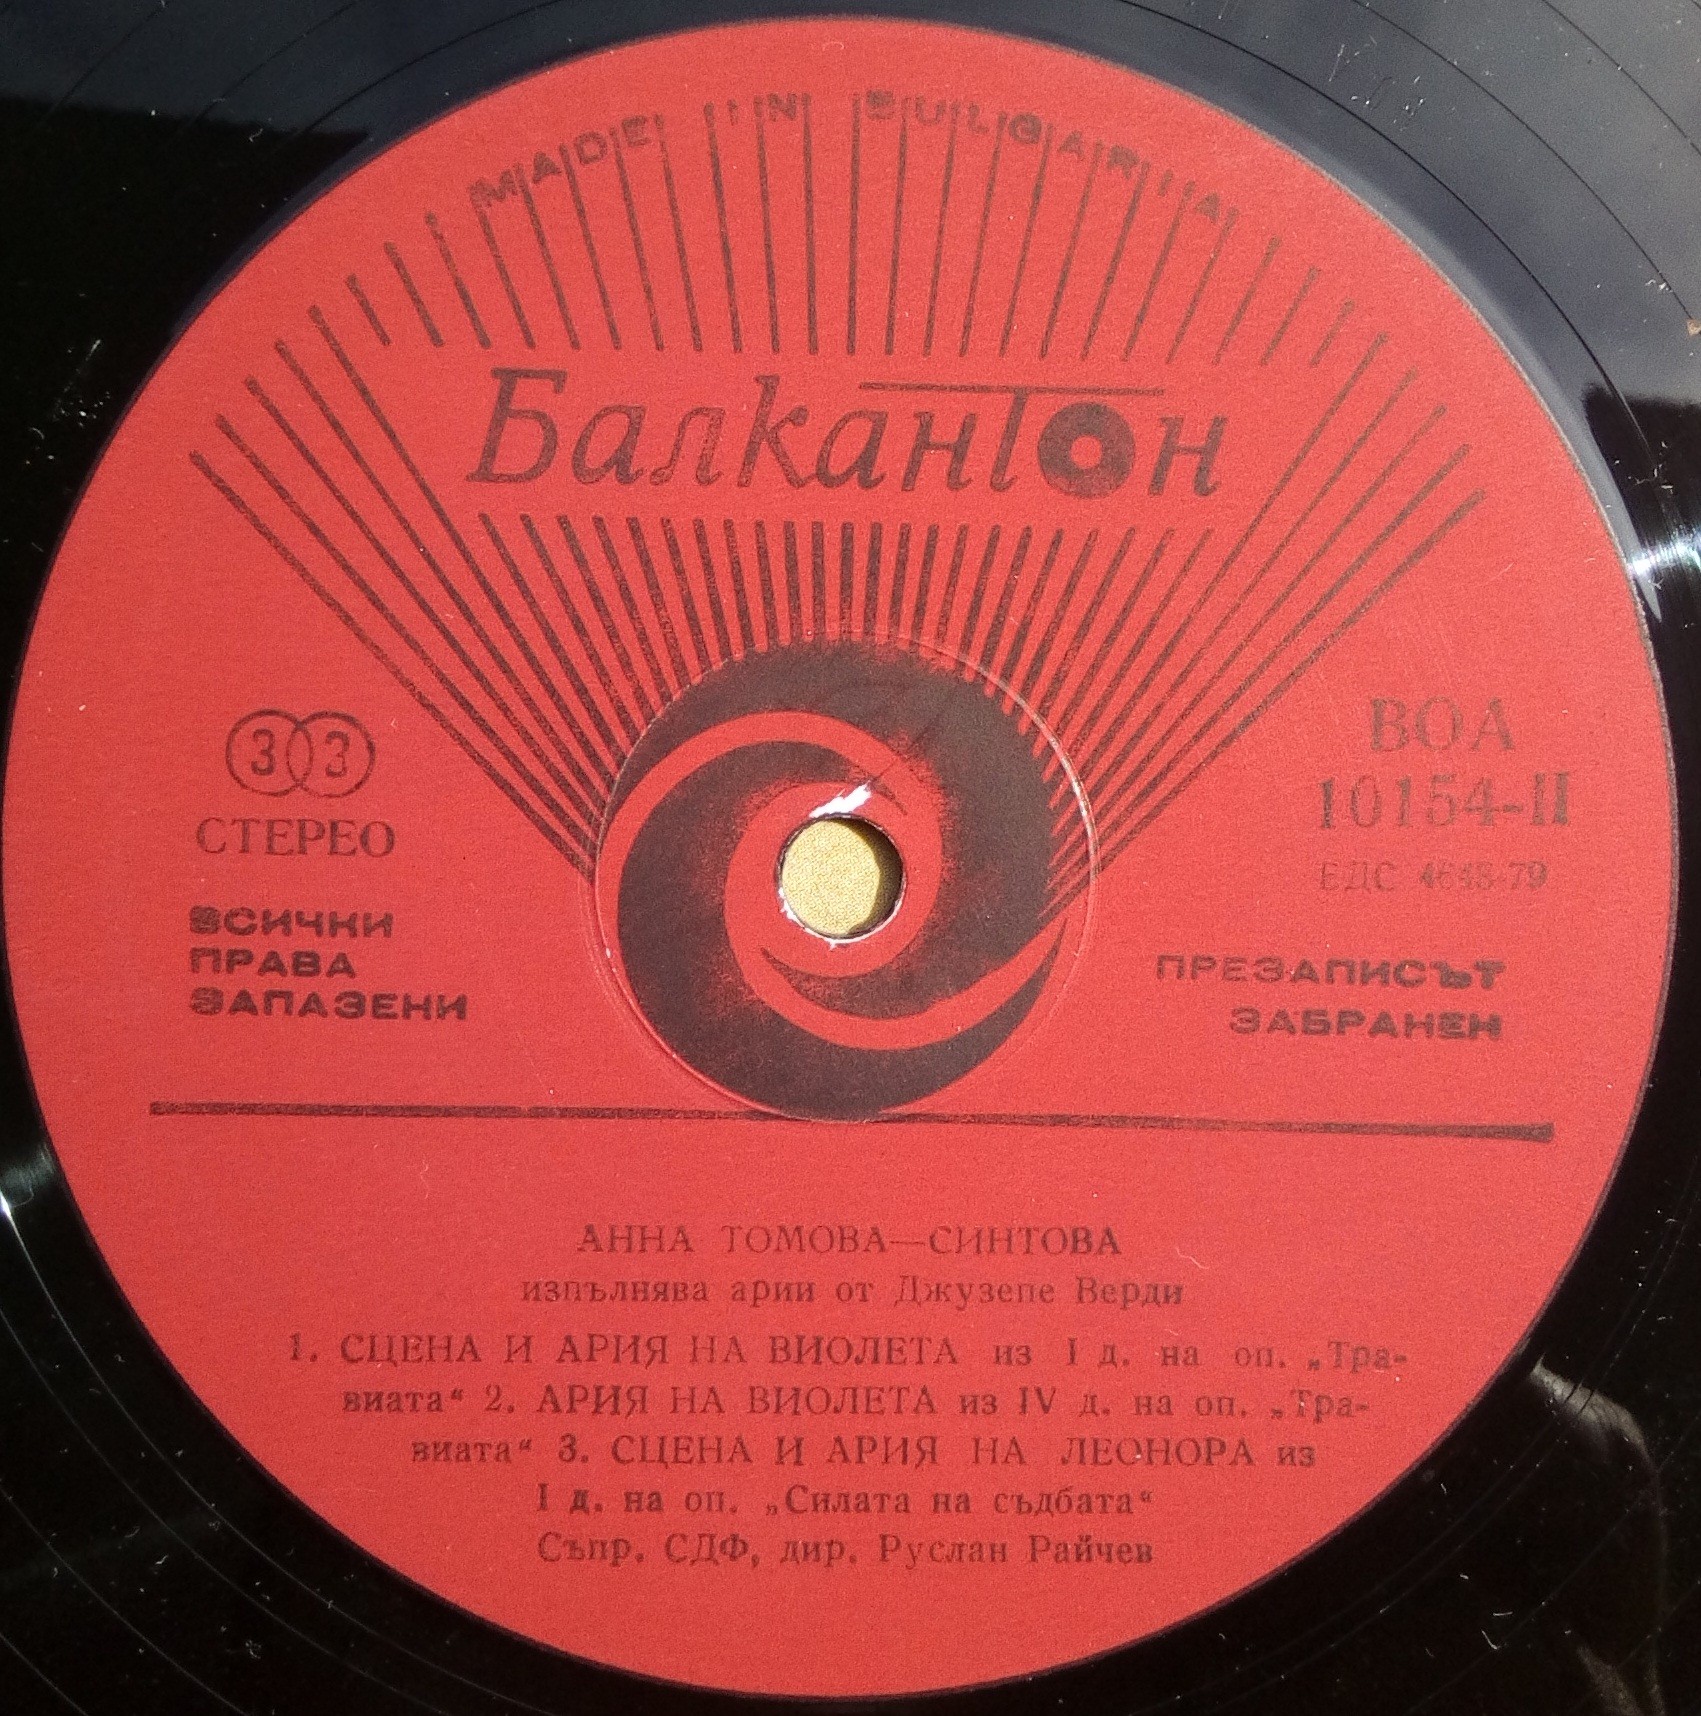 MADE IN BULGARIA
Балкантон
33
СТЕРЕО
ВСИЧКИ
ПРАВА
ЗАПАЗЕНИ
ВОА
10154-II
ЕДС 4648-79
ПРЕЗАПИСЪТ
ЗАБРАНЕН
АННА ТОМОВА—СИНТОВА
изпълнява арии от Джузепе Верди
1. СЦЕНА И АРИЯ НА ВИОЛЕТА из I д. на оп. „Тра-
виата“ 2. АРИЯ НА ВИОЛЕТА из IV д. на оп. „Тра-
виата“ 3. СЦЕНА И АРИЯ НА ЛЕОНОРА из
I д. на оп. „Силата на съдбата“
Съпр. СДФ, дир. Руслан Райчев